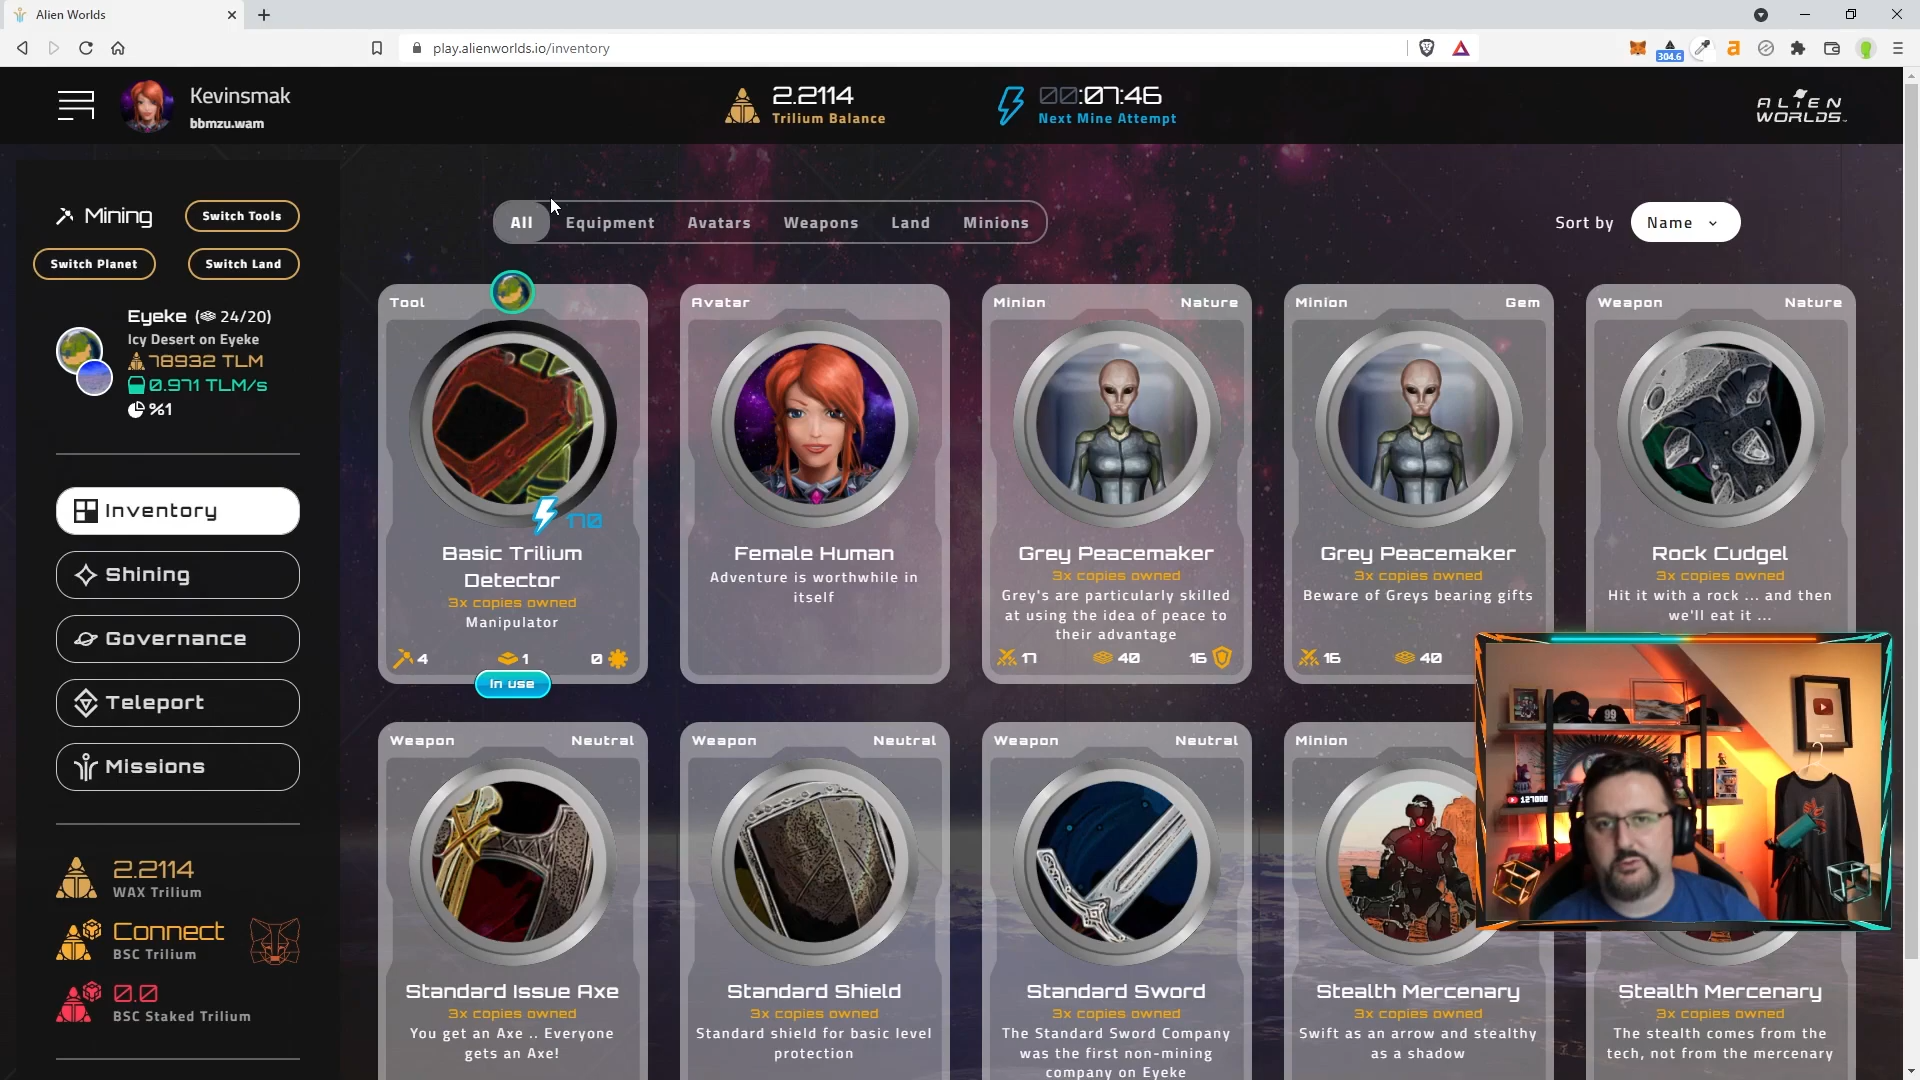 Alien Worlds
play.alienworlds.io/inventory
304.6
Kevinsmak
bbmzu.wam
2.2114
Trilium Balance
00:07:46
Next Mine Attempt
ALIEN
WORLDS
Mining
Switch Tools
Switch Planet
Switch Land
Eyeke (24/20)
Icy Desert on Eyeke
78932 TLM
0.971 TLM/s
%1
Inventory
Shining
Governance
Teleport
Missions
2.2114
WAX Trilium
Connect
BSC Trilium
0.0
BSC Staked Trilium
All
Equipment
Avatars
Weapons
Land
Minions
Sort by
Name
Tool
170
Basic Trilium
Detector
3x copies owned
Manipulator
4
1
0
In use
Avatar
Female Human
Adventure is worthwhile in
itself
Minion
Nature
Grey Peacemaker
3x copies owned
Grey's are particularly skilled
at using the idea of peace to
their advantage
17
40
16
Minion
Gem
Grey Peacemaker
3x copies owned
Beware of Greys bearing gifts
16
40
Weapon
Nature
Rock Cudgel
3x copies owned
Hit it with a rock ... and then
we'll eat it ...
Weapon
Neutral
Standard Issue Axe
3x copies owned
You get an Axe .. Everyone
gets an Axe!
Weapon
Neutral
Standard Shield
3x copies owned
Standard shield for basic level
protection
Weapon
Neutral
Standard Sword
3x copies owned
The Standard Sword Company
was the first non-mining
company on Eyeke
Minion
Stealth Mercenary
3x copies owned
Swift as an arrow and stealthy
as a shadow
Stealth Mercenary
3x copies owned
The stealth comes from the
tech, not from the mercenary
99